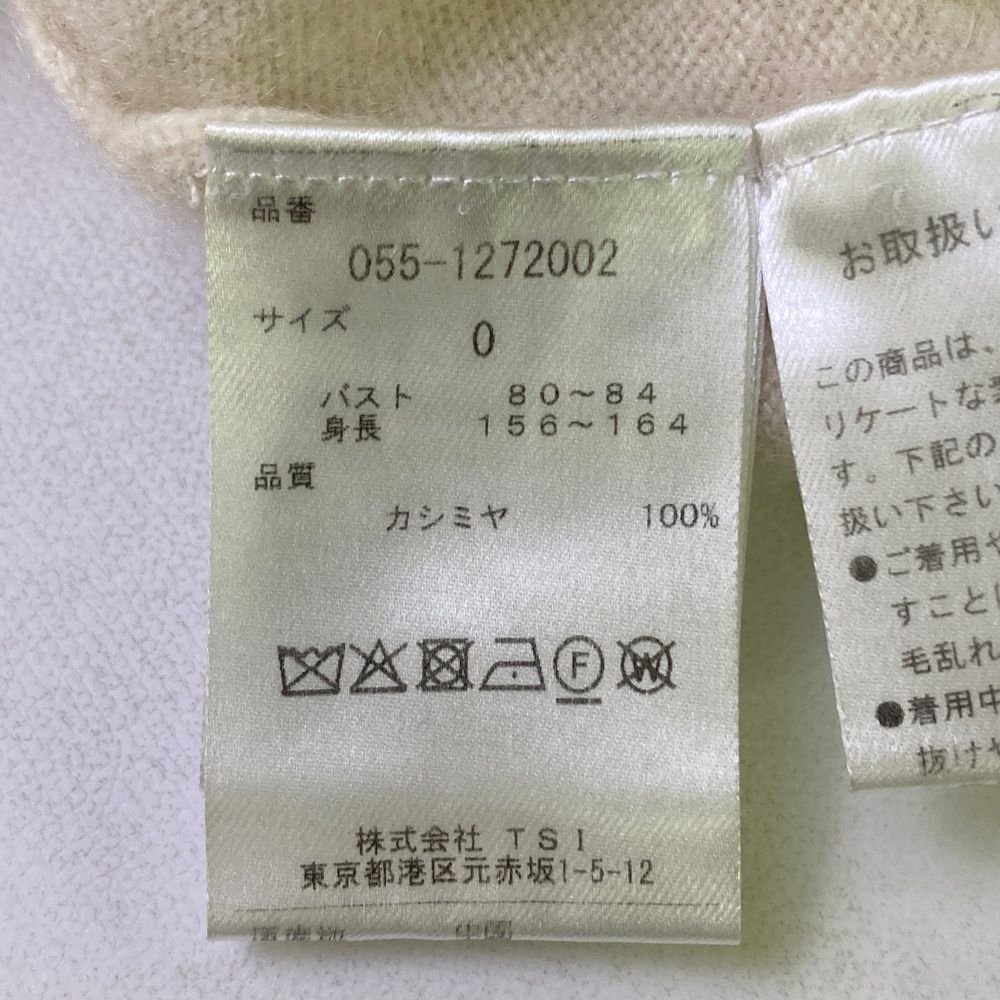 品番
055-1272002
サイズ
0
バスト 80～84
身長 156～164
品質
カシミヤ 100%
F
W
株式会社 TSI
東京都港区元赤坂1-5-12
お取扱い
この商品は、
リケートな
す。下記の
扱い下さい
●ご着用や
すこと
毛乱れ
●着用中
抜け